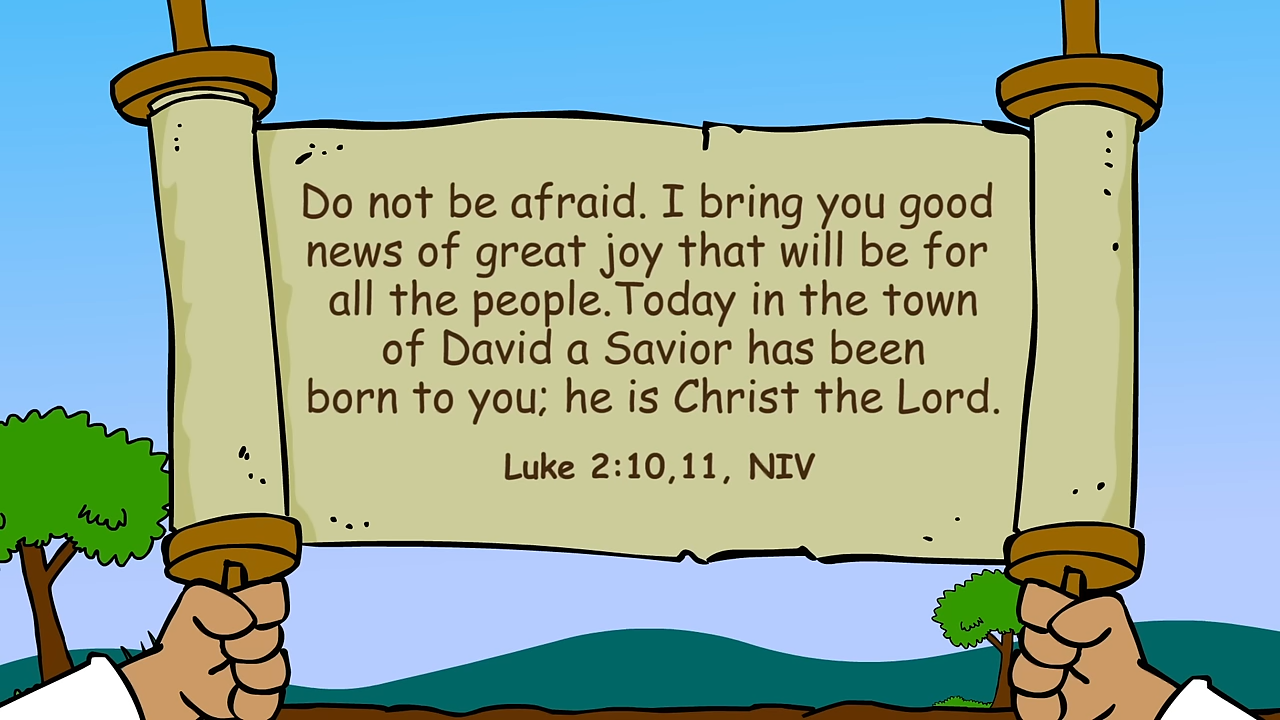 Do not be afraid. I bring you good
news of great joy that will be for
all the people.Today in the town
of David a Savior has been
born to you; he is Christ the Lord.
Luke 2:10,11, NIV